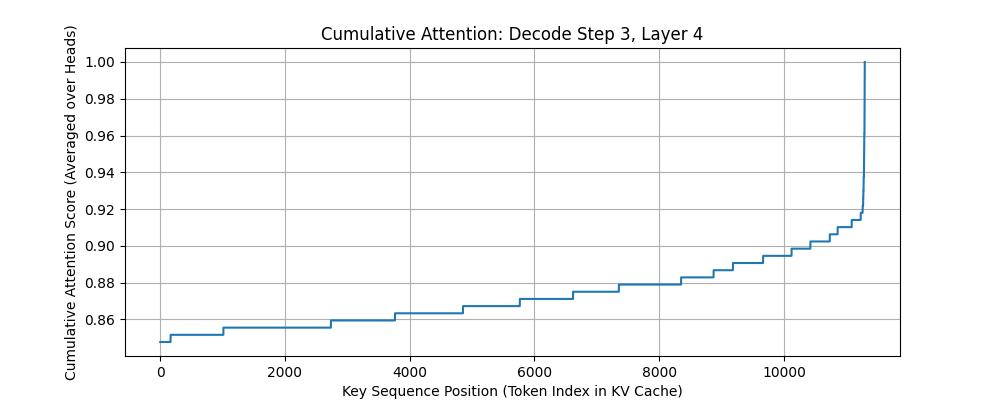 Cumulative Attention: Decode Step 3, Layer 4
Cumulative Attention Score (Averaged over Heads)
1.00
0.98
0.96
0.94
0.92
0.90
0.88
0.86
0 2000 4000 6000 8000 10000
Key Sequence Position (Token Index in KV Cache)